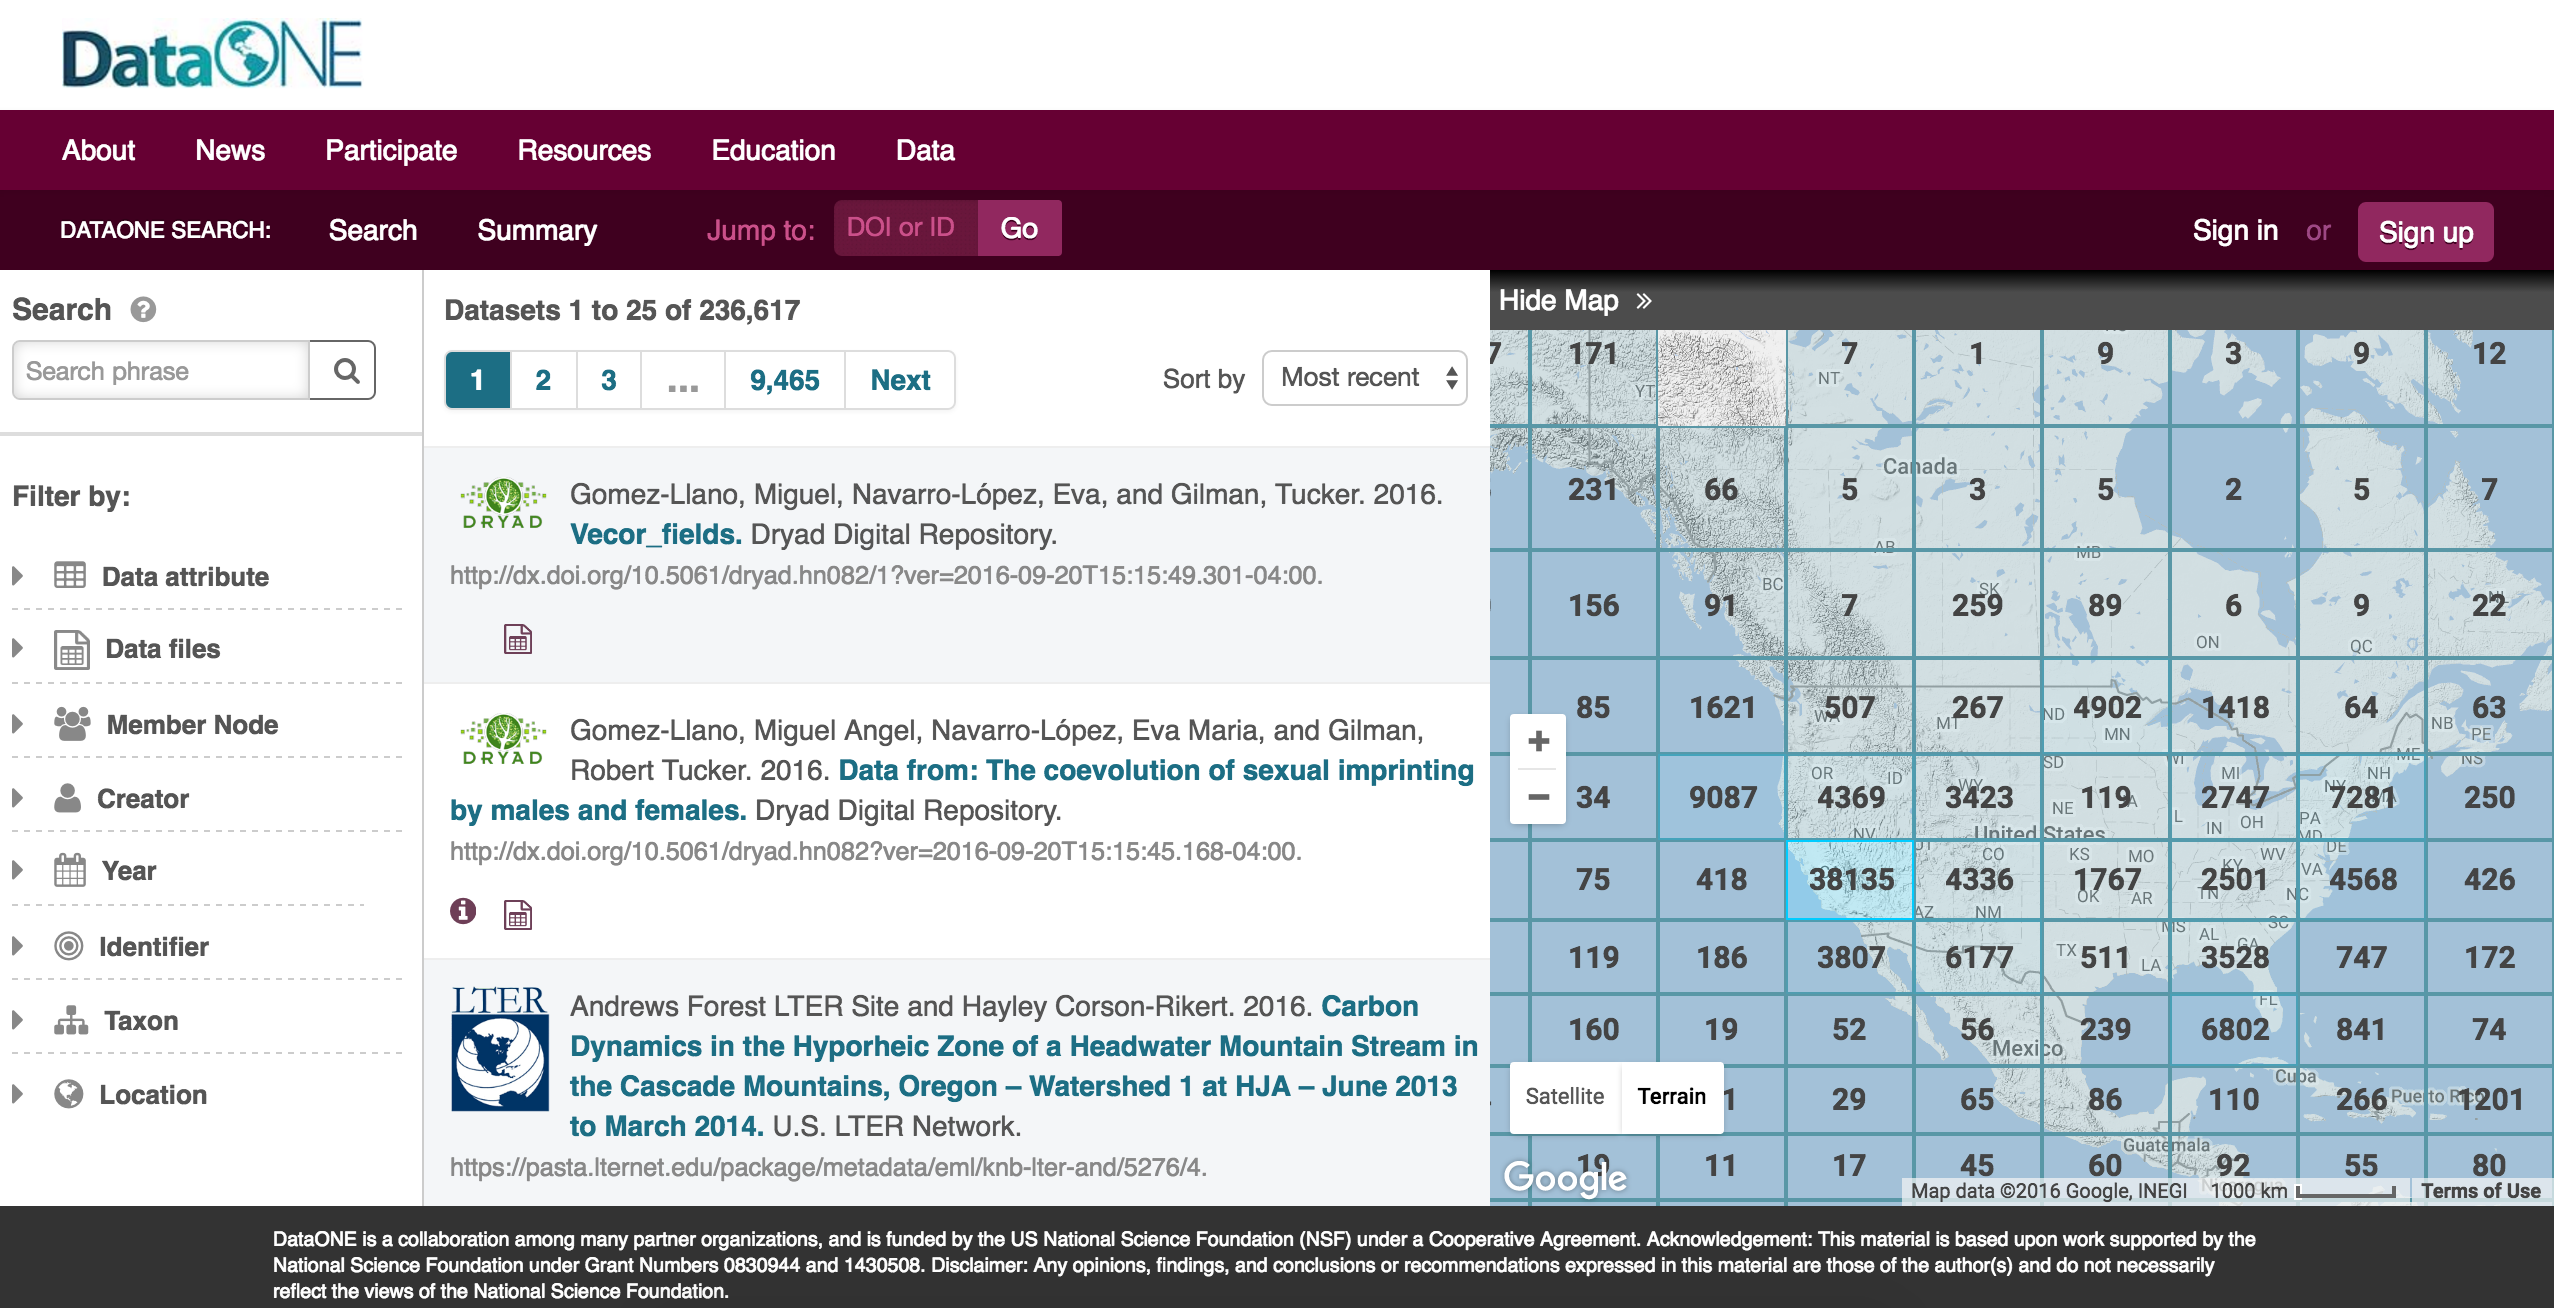 DataONE
About News Participate Resources Education Data
DATAONE SEARCH: Search Summary Jump to: DOI or ID Go Sign in or Sign up
Search ?
Search phrase
Filter by:
Data attribute
Data files
Member Node
Creator
Year
Identifier
Taxon
Location
Datasets 1 to 25 of 236,617
1 2 3 ... 9,465 Next
Sort by Most recent
DRYAD
Gomez-Llano, Miguel, Navarro-López, Eva, and Gilman, Tucker. 2016.
Vecor_fields. Dryad Digital Repository.
http://dx.doi.org/10.5061/dryad.hn082/1?ver=2016-09-20T15:15:49.301-04:00.
DRYAD
Gomez-Llano, Miguel Angel, Navarro-López, Eva Maria, and Gilman,
Robert Tucker. 2016. Data from: The coevolution of sexual imprinting
by males and females. Dryad Digital Repository.
http://dx.doi.org/10.5061/dryad.hn082?ver=2016-09-20T15:15:45.168-04:00.
LTER
Andrews Forest LTER Site and Hayley Corson-Rikert. 2016. Carbon
Dynamics in the Hyporheic Zone of a Headwater Mountain Stream in
the Cascade Mountains, Oregon – Watershed 1 at HJA – June 2013
to March 2014. U.S. LTER Network.
https://pasta.lternet.edu/package/metadata/eml/knb-lter-and/5276/4.
Hide Map »
7 171 7 1 9 3 9 12
YT NT
Canada
231 66 5 3 5 2 5 7
AB MB
BC SK
156 91 7 259 89 6 9 22
ON QC
85 1621 507 267 4902 1418 64 63
WA MT ND MN NB PE
+
ME NS
SD WI
OR ID WY MI NH
−
34 9087 4369 3423 119 2747 7281 250
NE IN OH PA
NV United States MD
UT CO KS MO KY WV VA DE
75 418 38135 4336 1767 2501 4568 426
AZ NM OK AR TN NC
MS AL GA SC
119 186 3807 6177 511 3528 747 172
TX LA
FL
160 19 52 56 239 6802 841 74
Mexico
Cuba
Satellite Terrain
1 29 65 86 110 266 1201
Puerto Rico
Guatemala
19 11 17 45 60 92 55 80
Google
Map data ©2016 Google, INEGI 1000 km Terms of Use
DataONE is a collaboration among many partner organizations, and is funded by the US National Science Foundation (NSF) under a Cooperative Agreement. Acknowledgement: This material is based upon work supported by the
National Science Foundation under Grant Numbers 0830944 and 1430508. Disclaimer: Any opinions, findings, and conclusions or recommendations expressed in this material are those of the author(s) and do not necessarily
reflect the views of the National Science Foundation.